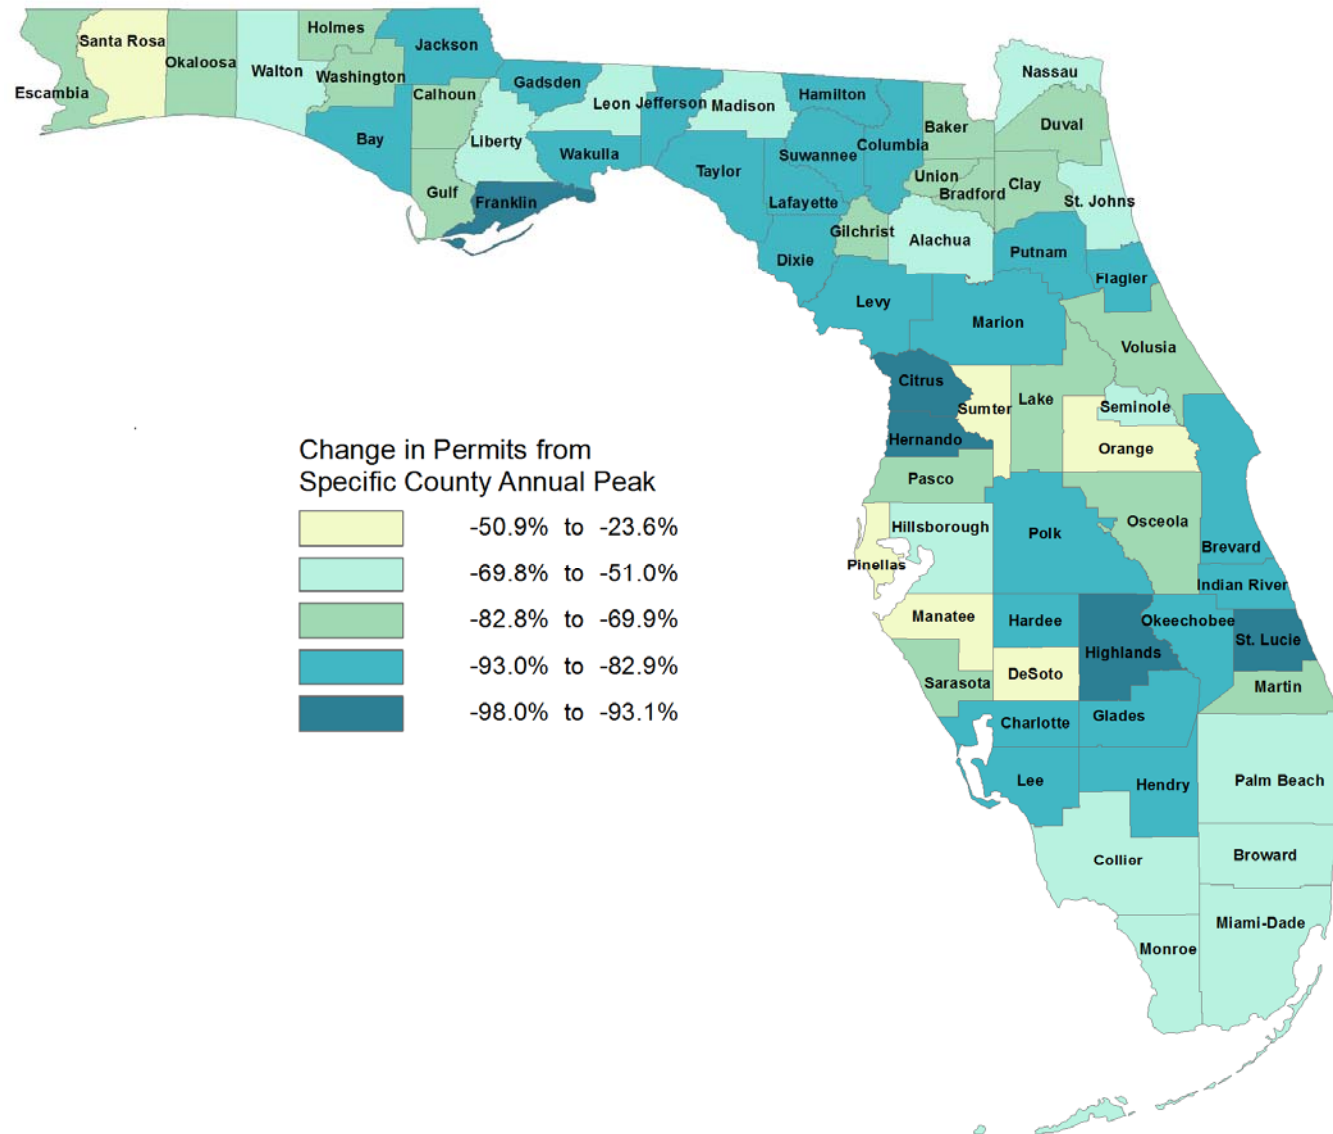 Holmes
Santa Rosa
Jackson
Okaloosa
Walton
Washington
Escambia
Calhoun
Gadsden
Nassau
Leon
Jefferson
Madison
Hamilton
Bay
Liberty
Duval
Baker
Wakulla
Suwannee
Columbia
Taylor
Union
Clay
Gulf
Bradford
Franklin
Lafayette
St. Johns
Gilchrist
Alachua
Dixie
Putnam
Flagler
Levy
Marion
Volusia
Citrus
Lake
Sumter
Seminole
Hernando
Orange
Change in Permits from
Specific County Annual Peak
-50.9% to -23.6%
-69.8% to -51.0%
-82.8% to -69.9%
-93.0% to -82.9%
-98.0% to -93.1%
Pasco
Hillsborough
Osceola
Polk
Brevard
Pinellas
Indian River
Manatee
Hardee
Okeechobee
St. Lucie
Highlands
DeSoto
Sarasota
Martin
Charlotte
Glades
Lee
Hendry
Palm Beach
Collier
Broward
Miami-Dade
Monroe